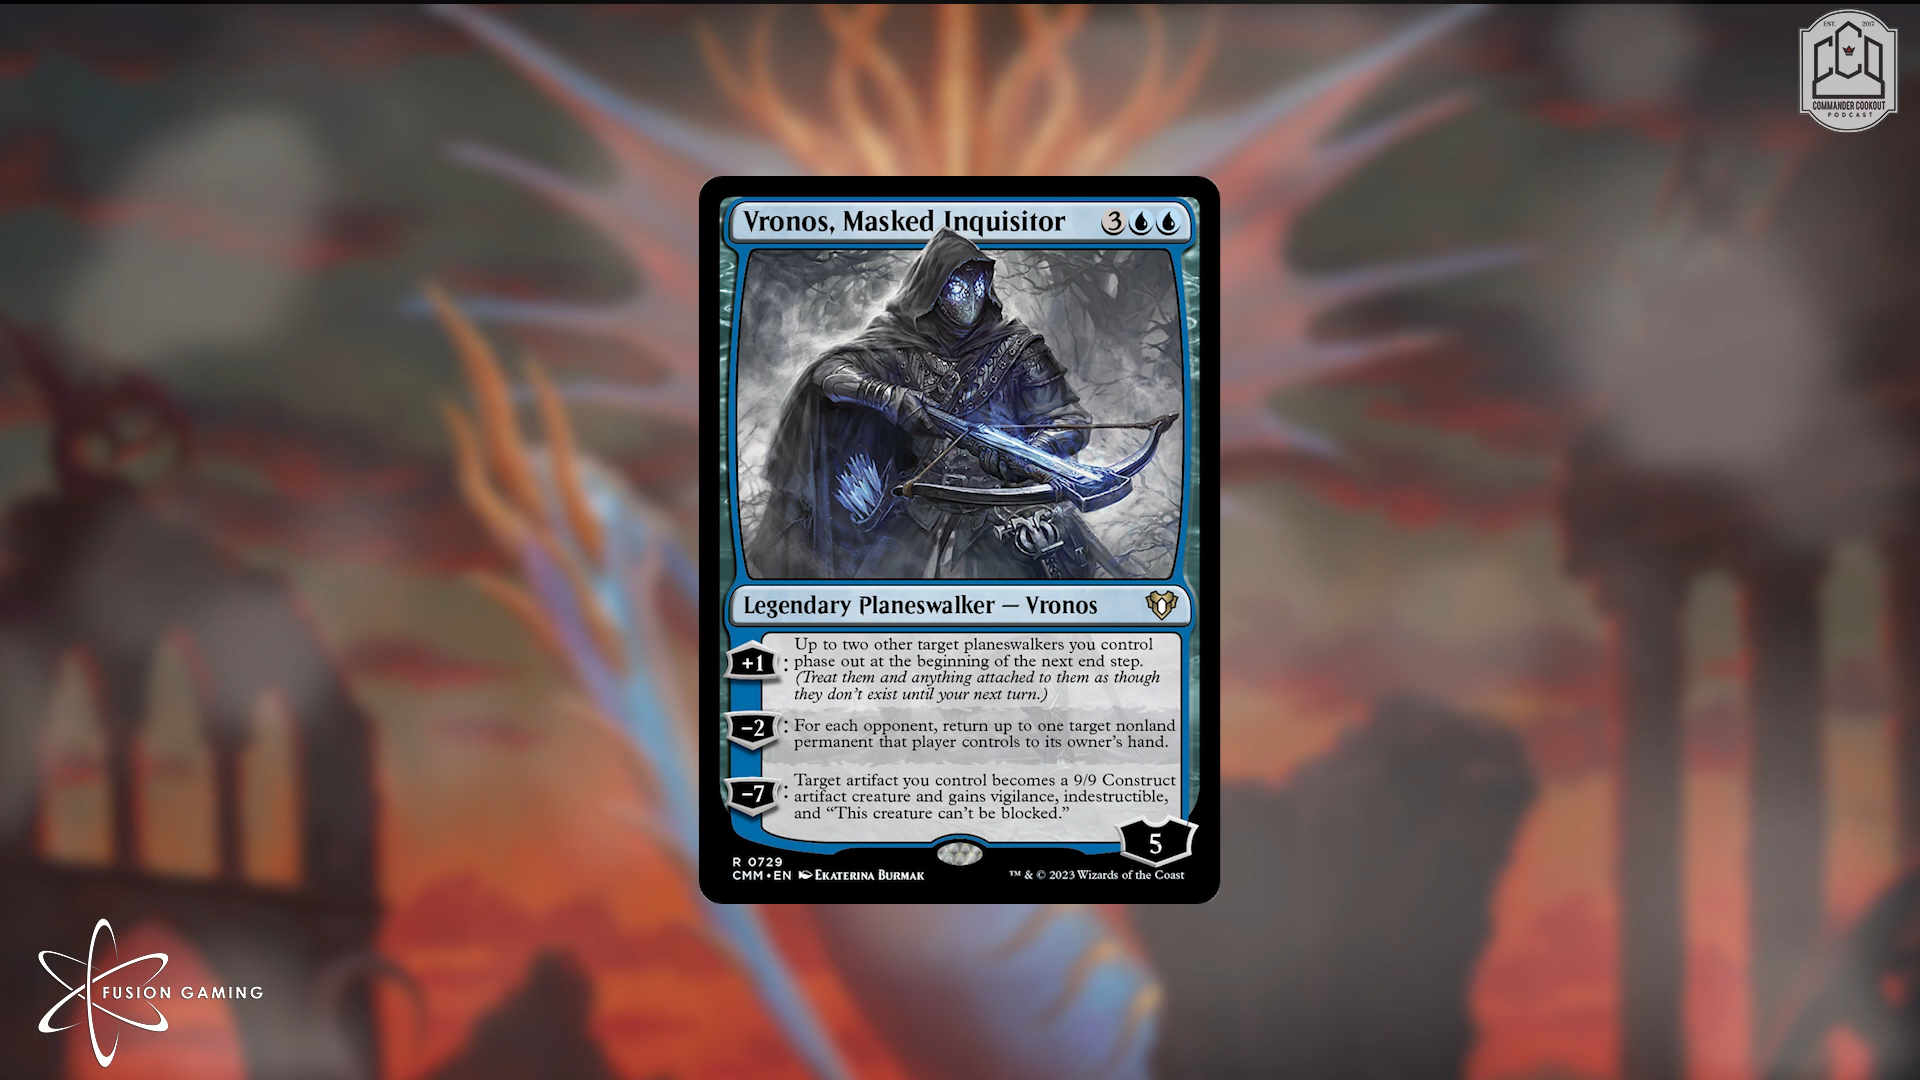 EST. 2017
CCO
COMMANDER COOKOUT
PODCAST
Vronos, Masked Inquisitor 3
Legendary Planeswalker — Vronos
+1: Up to two other target planeswalkers you control
phase out at the beginning of the next end step.
(Treat them and anything attached to them as though
they don't exist until your next turn.)
−2: For each opponent, return up to one target nonland
permanent that player controls to its owner's hand.
−7: Target artifact you control becomes a 9/9 Construct
artifact creature and gains vigilance, indestructible,
and “This creature can't be blocked.”
5
R 0729
CMM • EN EKATERINA BURMAK
™ & © 2023 Wizards of the Coast
FUSION GAMING